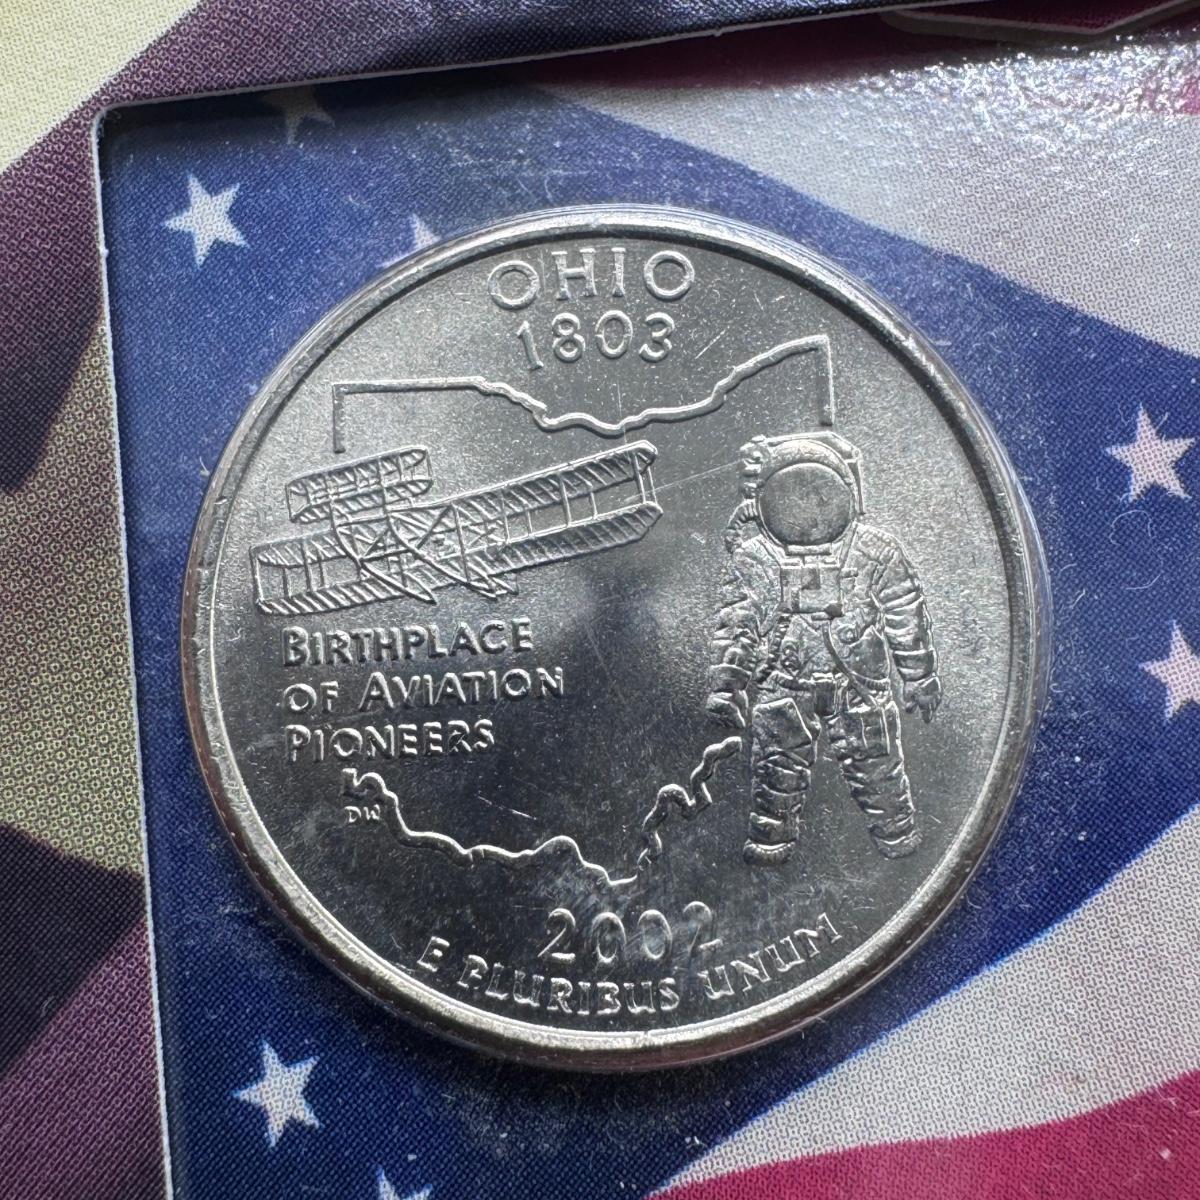 OHIO
1803
BIRTHPLACE
OF AVIATION
PIONEERS
DW
2002
E PLURIBUS UNUM